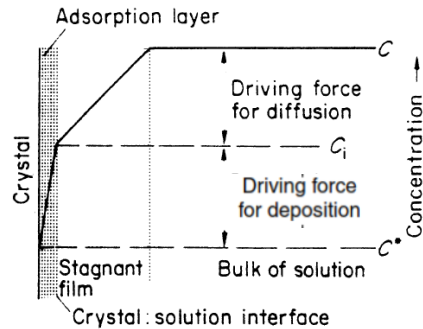 Adsorption layer
C
Driving force
for diffusion
Cᵢ
Driving force
for deposition
C*
Crystal
Concentration
Stagnant
film
Bulk of solution
Crystal : solution interface